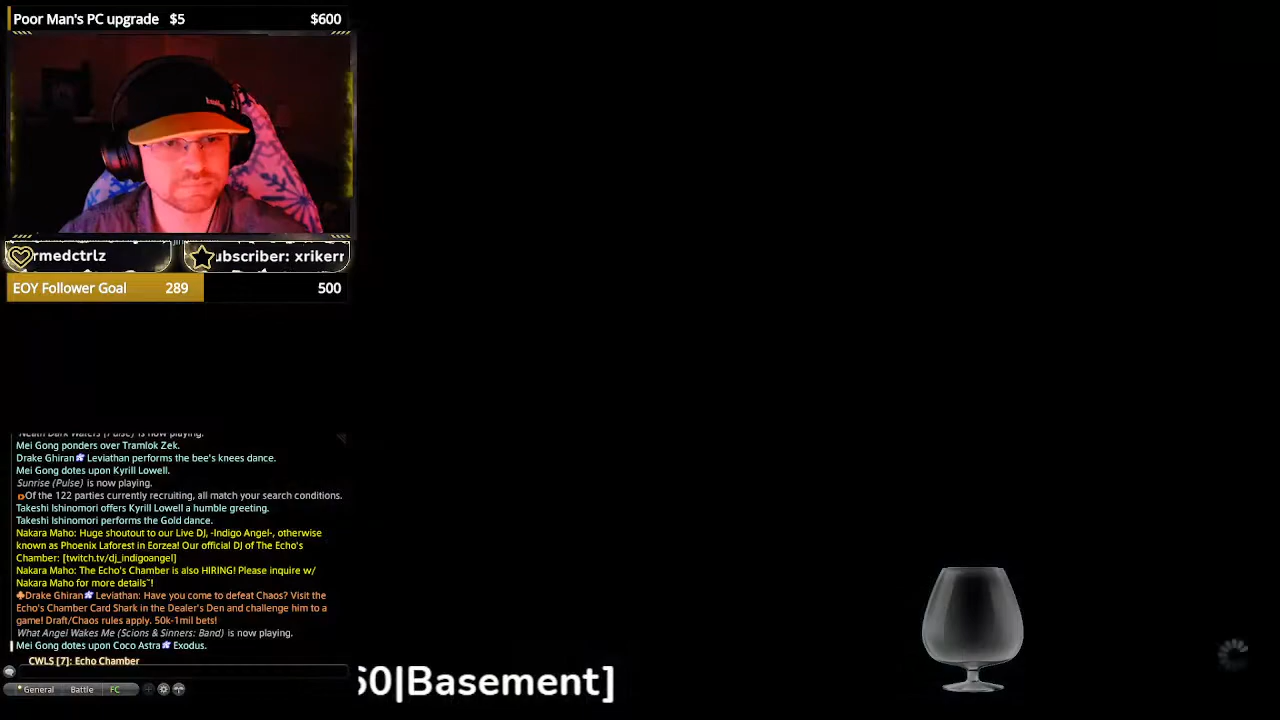 Poor Man's PC upgrade $5 $600
rmedctrlz
ubscriber: xrikerr
EOY Follower Goal 289 500
is now playing.
Mei Gong ponders over Tramlok Zek.
Drake Ghiran Leviathan performs the bee's knees dance.
Mei Gong dotes upon Kyrill Lowell.
Sunrise (Pulse) is now playing.
Of the 122 parties currently recruiting, all match your search conditions.
Takeshi Ishinomori offers Kyrill Lowell a humble greeting.
Takeshi Ishinomori performs the Gold dance.
Nakara Maho: Huge shoutout to our Live DJ, -Indigo Angel-, otherwise
known as Phoenix Laforest in Eorzea! Our official DJ of The Echo's
Chamber: [twitch.tv/dj_indigoangel]
Nakara Maho: The Echo's Chamber is also HIRING! Please inquire w/
Nakara Maho for more details~!
Drake Ghiran Leviathan: Have you come to defeat Chaos? Visit the
Echo's Chamber Card Shark in the Dealer's Den and challenge him to a
game! Draft/Chaos rules apply. 50k-1mil bets!
What Angel Wakes Me (Scions & Sinners: Band) is now playing.
Mei Gong dotes upon Coco Astra Exodus.
CWLS [7]: Echo Chamber
General Battle FC
60|Basement]